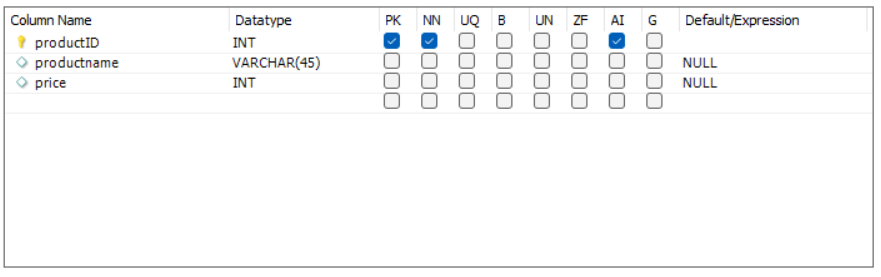 Column Name Datatype PK NN UQ B UN ZF AI G Default/Expression
productID INT
productname VARCHAR(45) NULL
price INT NULL